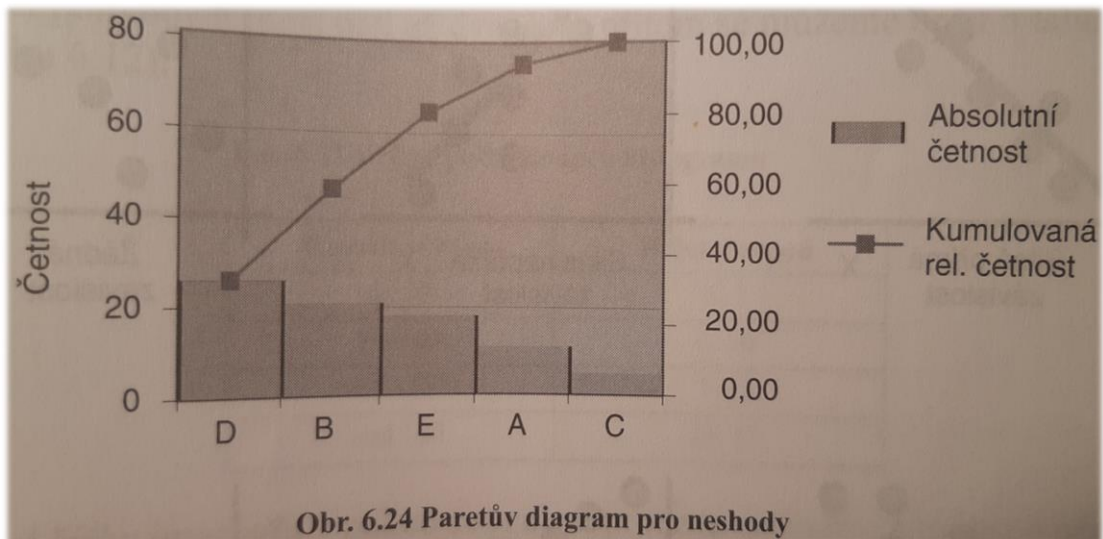 80
60
40
20
0
Četnost
D
B
E
A
C
100,00
80,00
60,00
40,00
20,00
0,00
Absolutní
četnost
Kumulovaná
rel. četnost
Obr. 6.24 Paretův diagram pro neshody